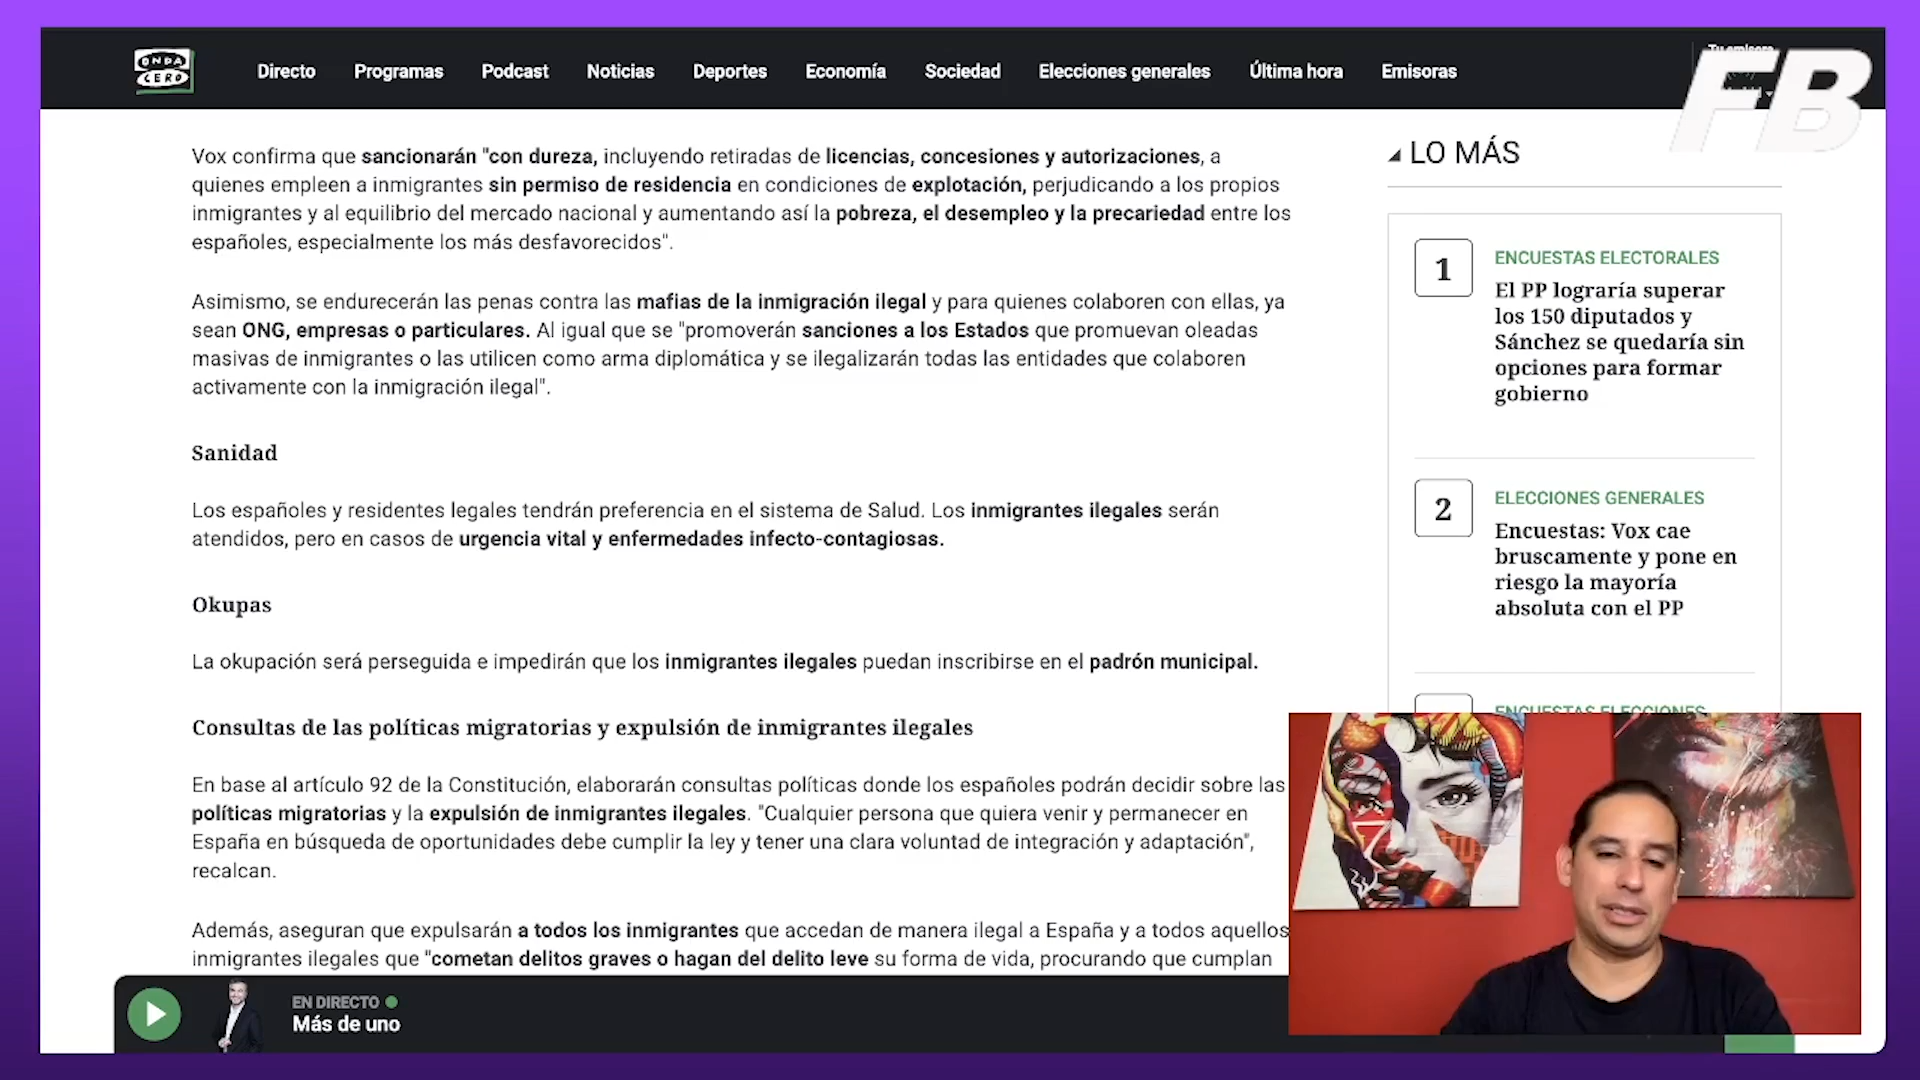 ONDA
CERO
Directo
Programas
Podcast
Noticias
Deportes
Economía
Sociedad
Elecciones generales
Última hora
Emisoras
FB
Vox confirma que sancionarán "con dureza, incluyendo retiradas de licencias, concesiones y autorizaciones, a
quienes empleen a inmigrantes sin permiso de residencia en condiciones de explotación, perjudicando a los propios
inmigrantes y al equilibrio del mercado nacional y aumentando así la pobreza, el desempleo y la precariedad entre los
españoles, especialmente los más desfavorecidos".
Asimismo, se endurecerán las penas contra las mafias de la inmigración ilegal y para quienes colaboren con ellas, ya
sean ONG, empresas o particulares. Al igual que se "promoverán sanciones a los Estados que promuevan oleadas
masivas de inmigrantes o las utilicen como arma diplomática y se ilegalizarán todas las entidades que colaboren
activamente con la inmigración ilegal".
Sanidad
Los españoles y residentes legales tendrán preferencia en el sistema de Salud. Los inmigrantes ilegales serán
atendidos, pero en casos de urgencia vital y enfermedades infecto-contagiosas.
Okupas
La okupación será perseguida e impedirán que los inmigrantes ilegales puedan inscribirse en el padrón municipal.
Consultas de las políticas migratorias y expulsión de inmigrantes ilegales
En base al artículo 92 de la Constitución, elaborarán consultas políticas donde los españoles podrán decidir sobre las
políticas migratorias y la expulsión de inmigrantes ilegales. "Cualquier persona que quiera venir y permanecer en
España en búsqueda de oportunidades debe cumplir la ley y tener una clara voluntad de integración y adaptación",
recalcan.
Además, aseguran que expulsarán a todos los inmigrantes que accedan de manera ilegal a España y a todos aquellos
inmigrantes ilegales que "cometan delitos graves o hagan del delito leve su forma de vida, procurando que cumplan
LO MÁS
1
ENCUESTAS ELECTORALES
El PP lograría superar
los 150 diputados y
Sánchez se quedaría sin
opciones para formar
gobierno
2
ELECCIONES GENERALES
Encuestas: Vox cae
bruscamente y pone en
riesgo la mayoría
absoluta con el PP
ENCUESTAS ELECCIONES
EN DIRECTO
Más de uno